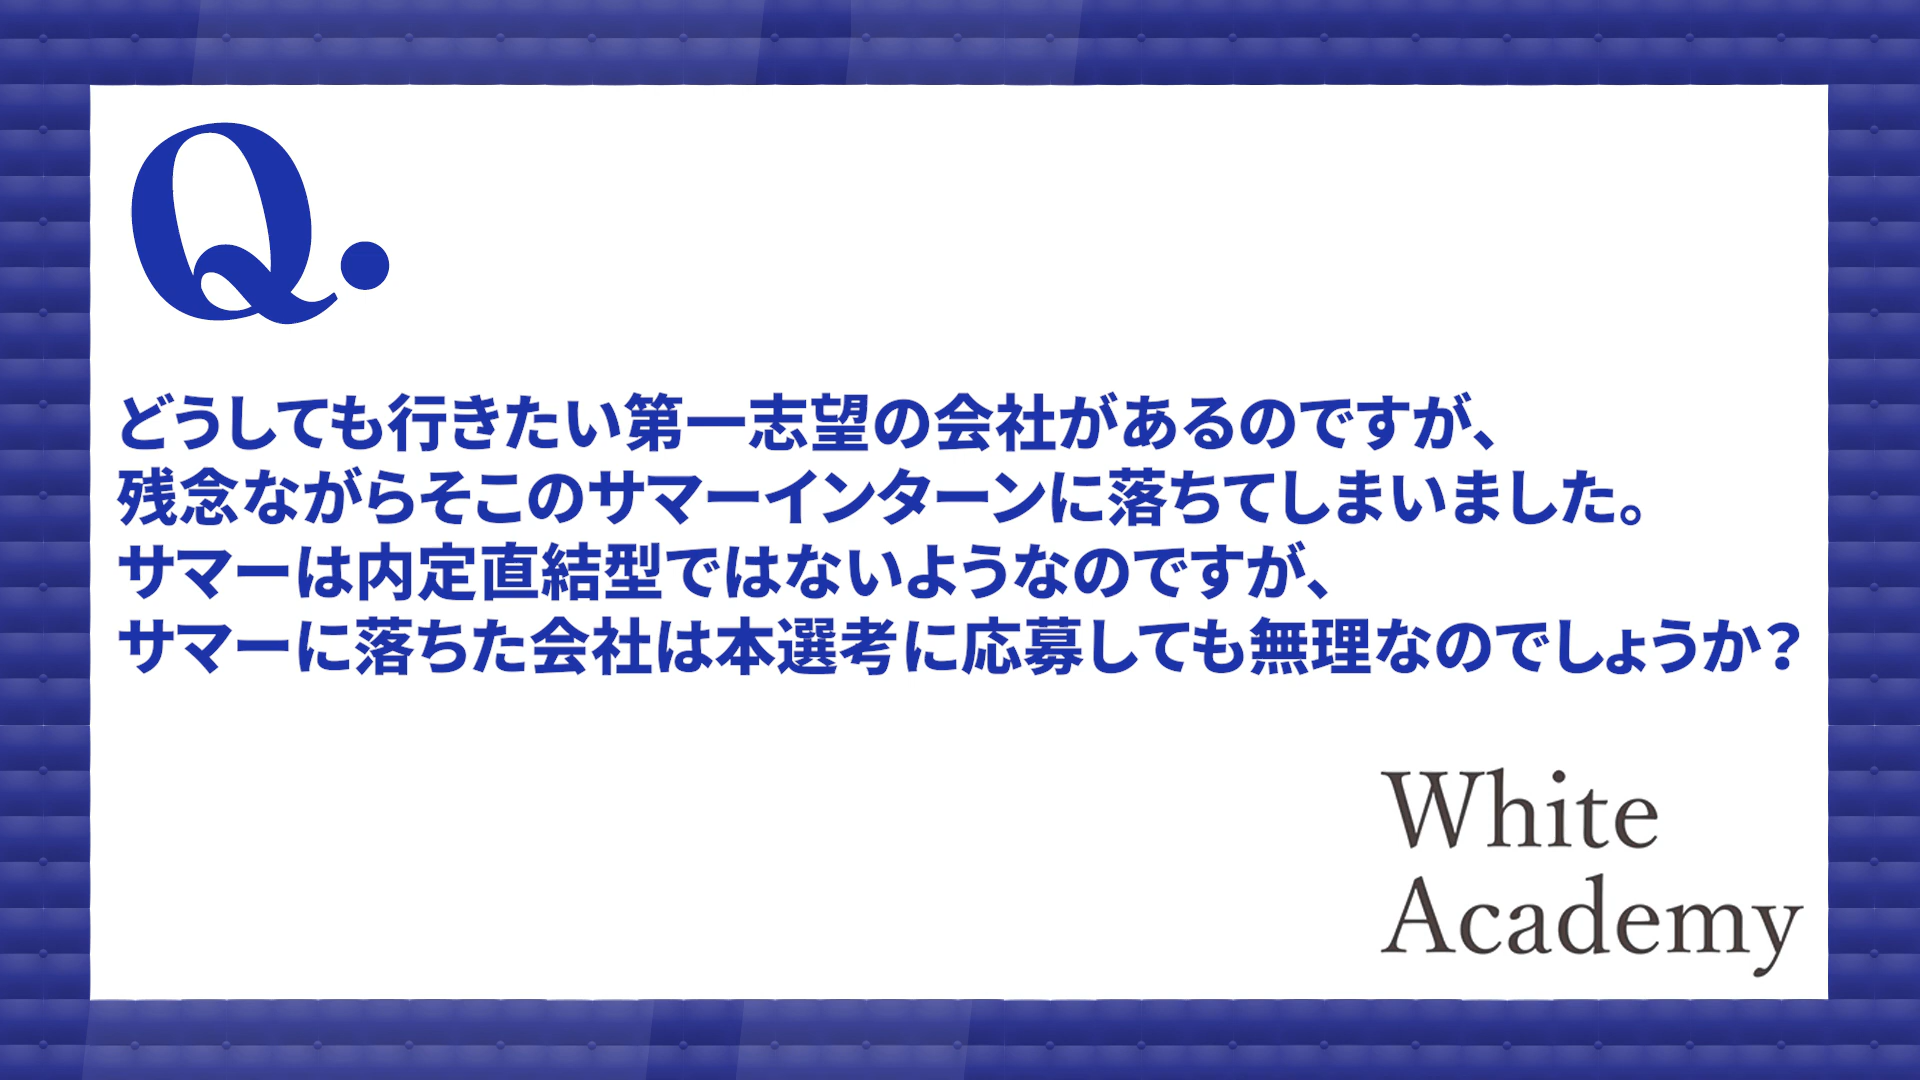 Q.
どうしても行きたい第一志望の会社があるのですが、
残念ながらそこのサマーインターンに落ちてしまいました。
サマーは内定直結型ではないようなのですが、
サマーに落ちた会社は本選考に応募しても無理なのでしょうか？
White
Academy